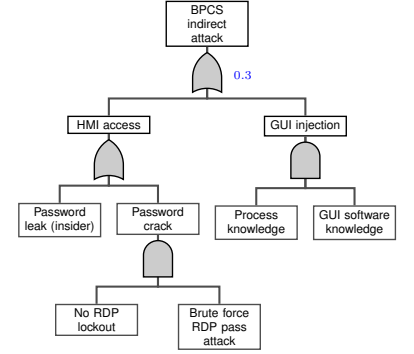 BPCS
indirect
attack
0.3
HMI access
GUI injection
Password
leak (insider)
Password
crack
Process
knowledge
GUI software
knowledge
No RDP
lockout
Brute force
RDP pass
attack